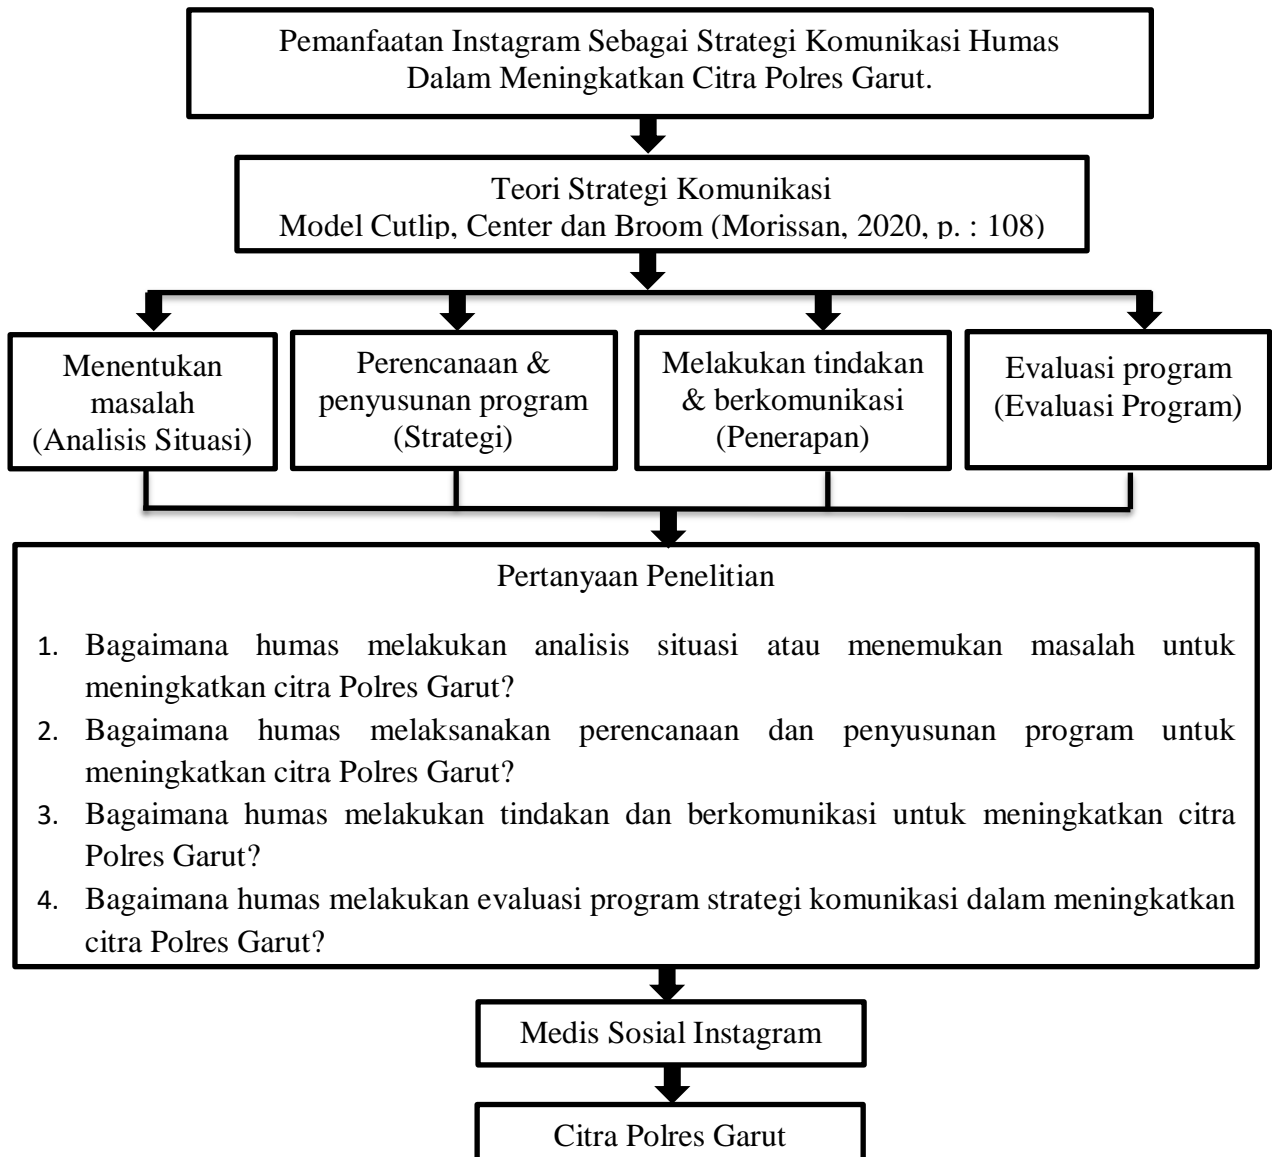 Pemanfaatan Instagram Sebagai Strategi Komunikasi Humas
Dalam Meningkatkan Citra Polres Garut.
Teori Strategi Komunikasi
Model Cutlip, Center dan Broom (Morissan, 2020, p. : 108)
Menentukan
masalah
(Analisis Situasi)
Perencanaan &
penyusunan program
(Strategi)
Melakukan tindakan
& berkomunikasi
(Penerapan)
Evaluasi program
(Evaluasi Program)
Pertanyaan Penelitian
1. Bagaimana humas melakukan analisis situasi atau menemukan masalah untuk
meningkatkan citra Polres Garut?
2. Bagaimana humas melaksanakan perencanaan dan penyusunan program untuk
meningkatkan citra Polres Garut?
3. Bagaimana humas melakukan tindakan dan berkomunikasi untuk meningkatkan citra
Polres Garut?
4. Bagaimana humas melakukan evaluasi program strategi komunikasi dalam meningkatkan
citra Polres Garut?
Medis Sosial Instagram
Citra Polres Garut